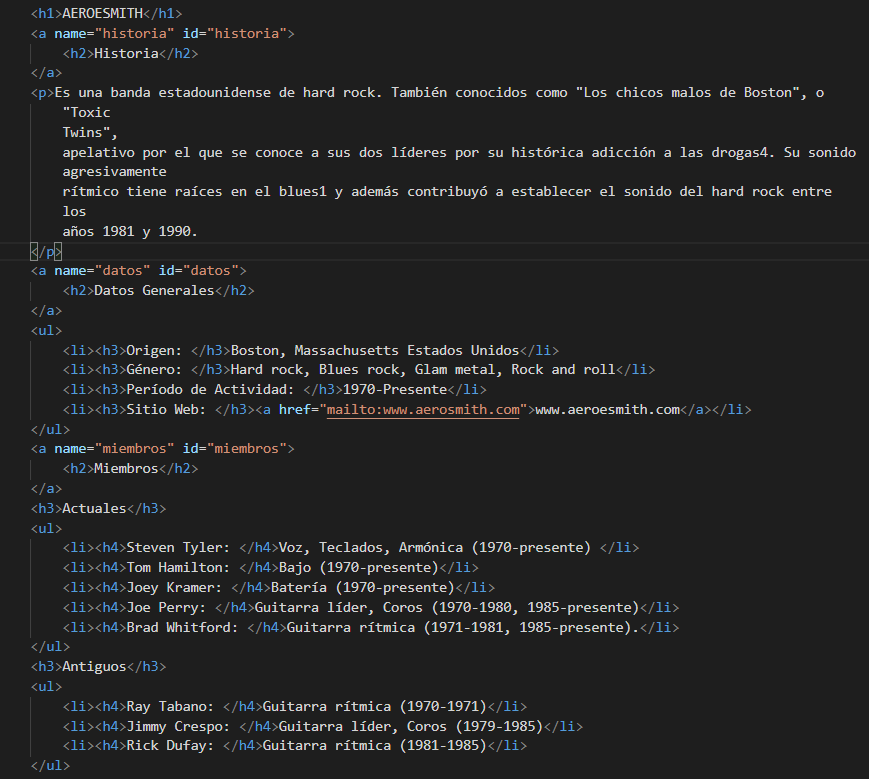 <h1>AEROESMITH</h1>
<a name="historia" id="historia">
<h2>Historia</h2>
</a>
<p>Es una banda estadounidense de hard rock. También conocidos como "Los chicos malos de Boston", o
"Toxic
Twins",
apelativo por el que se conoce a sus dos líderes por su histórica adicción a las drogas4. Su sonido
agresivamente
rítmico tiene raíces en el blues1 y además contribuyó a establecer el sonido del hard rock entre
los
años 1981 y 1990.
</p>
<a name="datos" id="datos">
<h2>Datos Generales</h2>
</a>
<ul>
<li><h3>Origen: </h3>Boston, Massachusetts Estados Unidos</li>
<li><h3>Género: </h3>Hard rock, Blues rock, Glam metal, Rock and roll</li>
<li><h3>Período de Actividad: </h3>1970-Presente</li>
<li><h3>Sitio Web: </h3><a href="mailto:www.aerosmith.com">www.aeroesmith.com</a></li>
</ul>
<a name="miembros" id="miembros">
<h2>Miembros</h2>
</a>
<h3>Actuales</h3>
<ul>
<li><h4>Steven Tyler: </h4>Voz, Teclados, Armónica (1970-presente) </li>
<li><h4>Tom Hamilton: </h4>Bajo (1970-presente)</li>
<li><h4>Joey Kramer: </h4>Batería (1970-presente)</li>
<li><h4>Joe Perry: </h4>Guitarra líder, Coros (1970-1980, 1985-presente)</li>
<li><h4>Brad Whitford: </h4>Guitarra rítmica (1971-1981, 1985-presente).</li>
</ul>
<h3>Antiguos</h3>
<ul>
<li><h4>Ray Tabano: </h4>Guitarra rítmica (1970-1971)</li>
<li><h4>Jimmy Crespo: </h4>Guitarra líder, Coros (1979-1985)</li>
<li><h4>Rick Dufay: </h4>Guitarra rítmica (1981-1985)</li>
</ul>